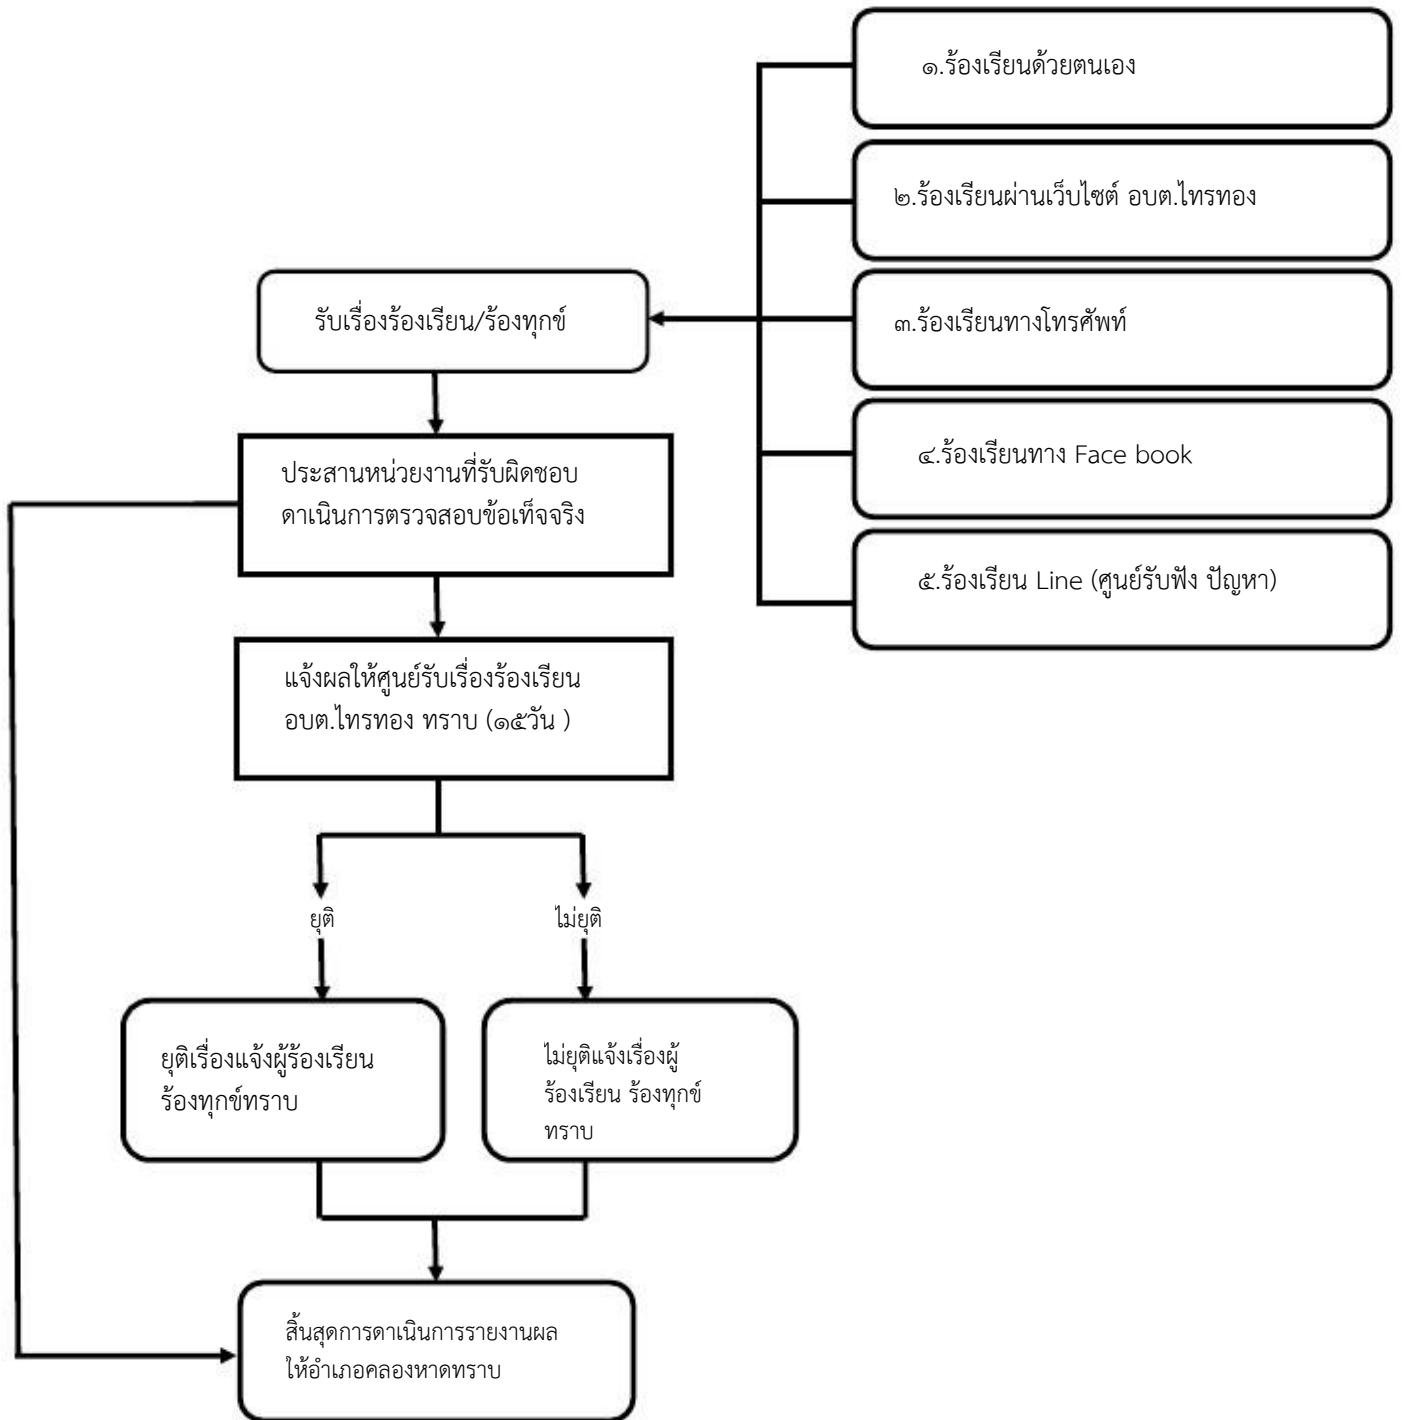 ๑.ร้องเรียนด้วยตนเอง
๒.ร้องเรียนผ่านเว็บไซต์ อบต.ไทรทอง
รับเรื่องร้องเรียน/ร้องทุกข์
๓.ร้องเรียนทางโทรศัพท์
๔.ร้องเรียนทาง Face book
๕.ร้องเรียน Line (ศูนย์รับฟัง ปัญหา)
ประสานหน่วยงานที่รับผิดชอบ
ดาเนินการตรวจสอบข้อเท็จจริง
แจ้งผลให้ศูนย์รับเรื่องร้องเรียน
อบต.ไทรทอง ทราบ (๑๕วัน )
ยุติ
ไม่ยุติ
ยุติเรื่องแจ้งผู้ร้องเรียน
ร้องทุกข์ทราบ
ไม่ยุติแจ้งเรื่องผู้
ร้องเรียน ร้องทุกข์
ทราบ
สิ้นสุดการดาเนินการรายงานผล
ให้อำเภอคลองหาดทราบ